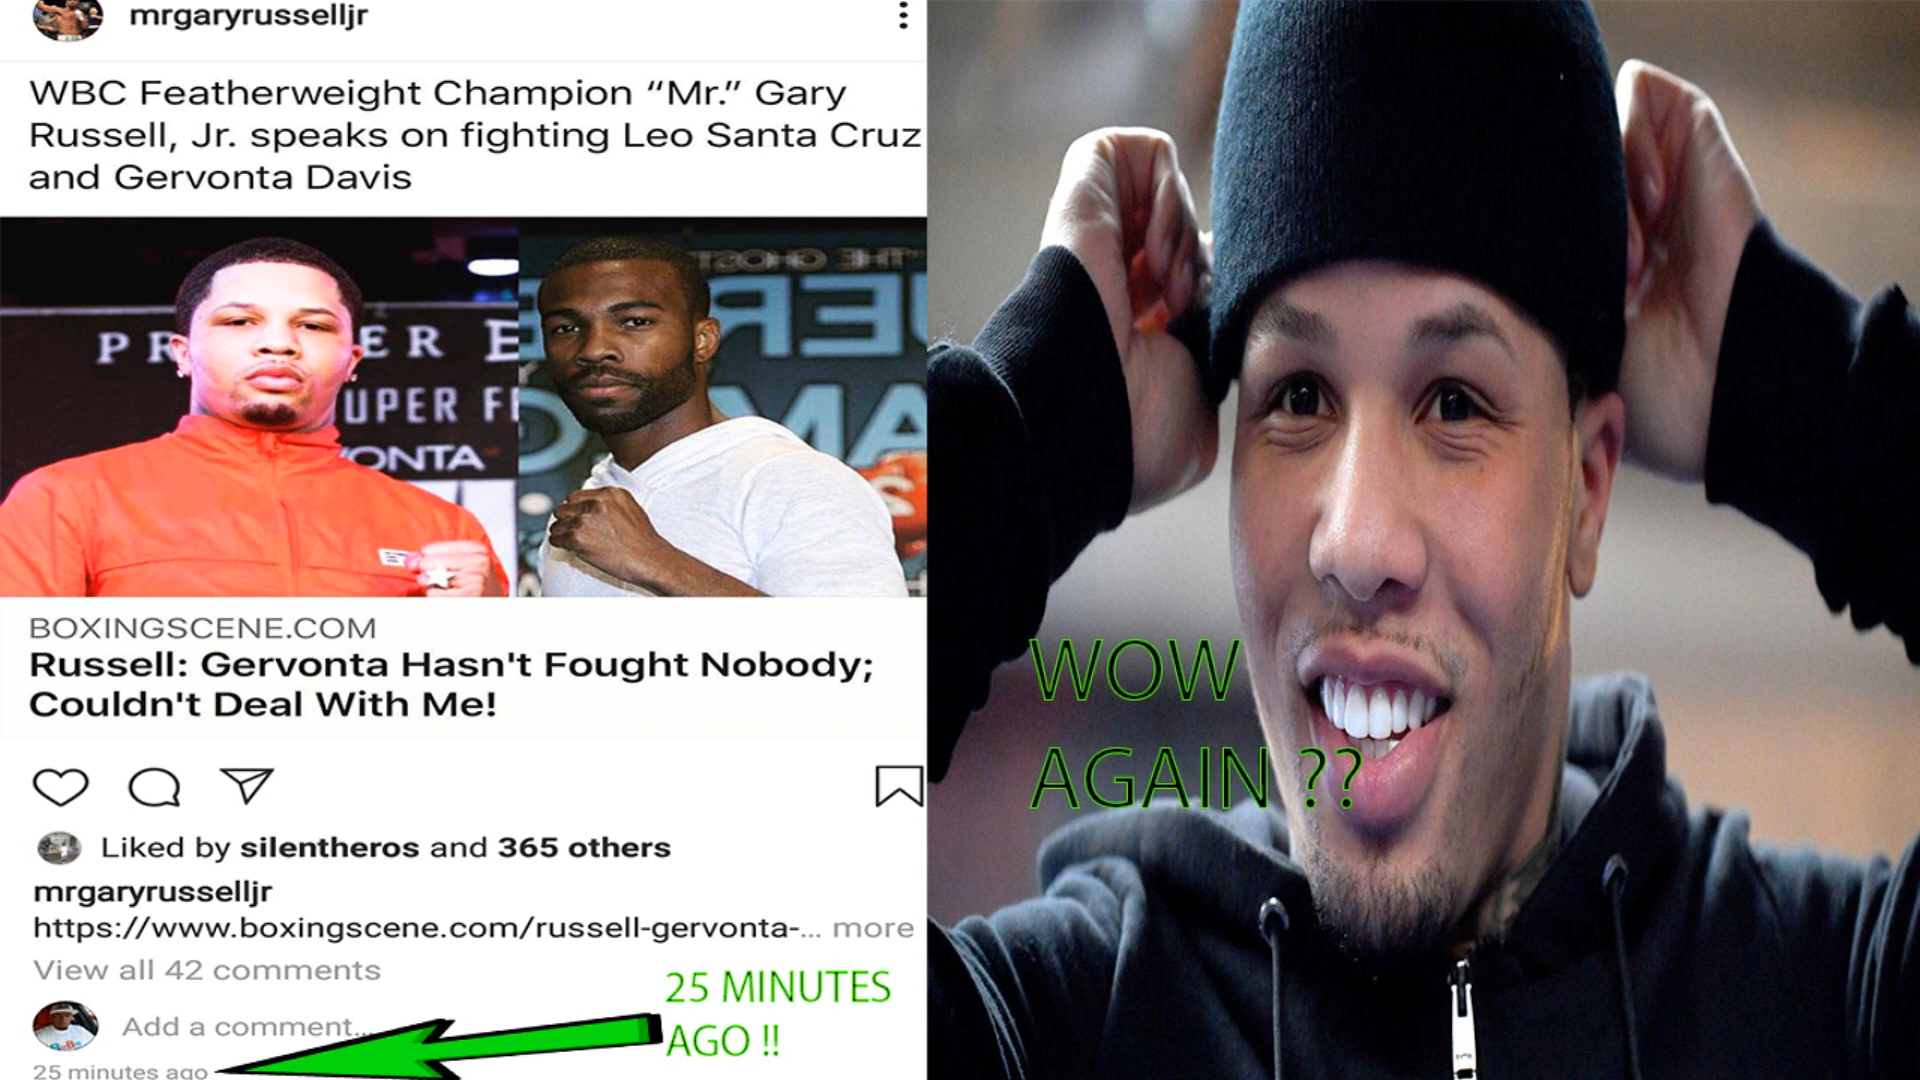 mrgaryrusselljr
WBC Featherweight Champion “Mr.” Gary
Russell, Jr. speaks on fighting Leo Santa Cruz
and Gervonta Davis
PR ER B
SUPER FE
VONTA
BOXINGSCENE.COM
Russell: Gervonta Hasn't Fought Nobody;
Couldn't Deal With Me!
Liked by silentheros and 365 others
mrgaryrusselljr
https://www.boxingscene.com/russell-gervonta-... more
View all 42 comments
Add a comment...
25 minutes ago
25 MINUTES
AGO !!
WOW
AGAIN ??